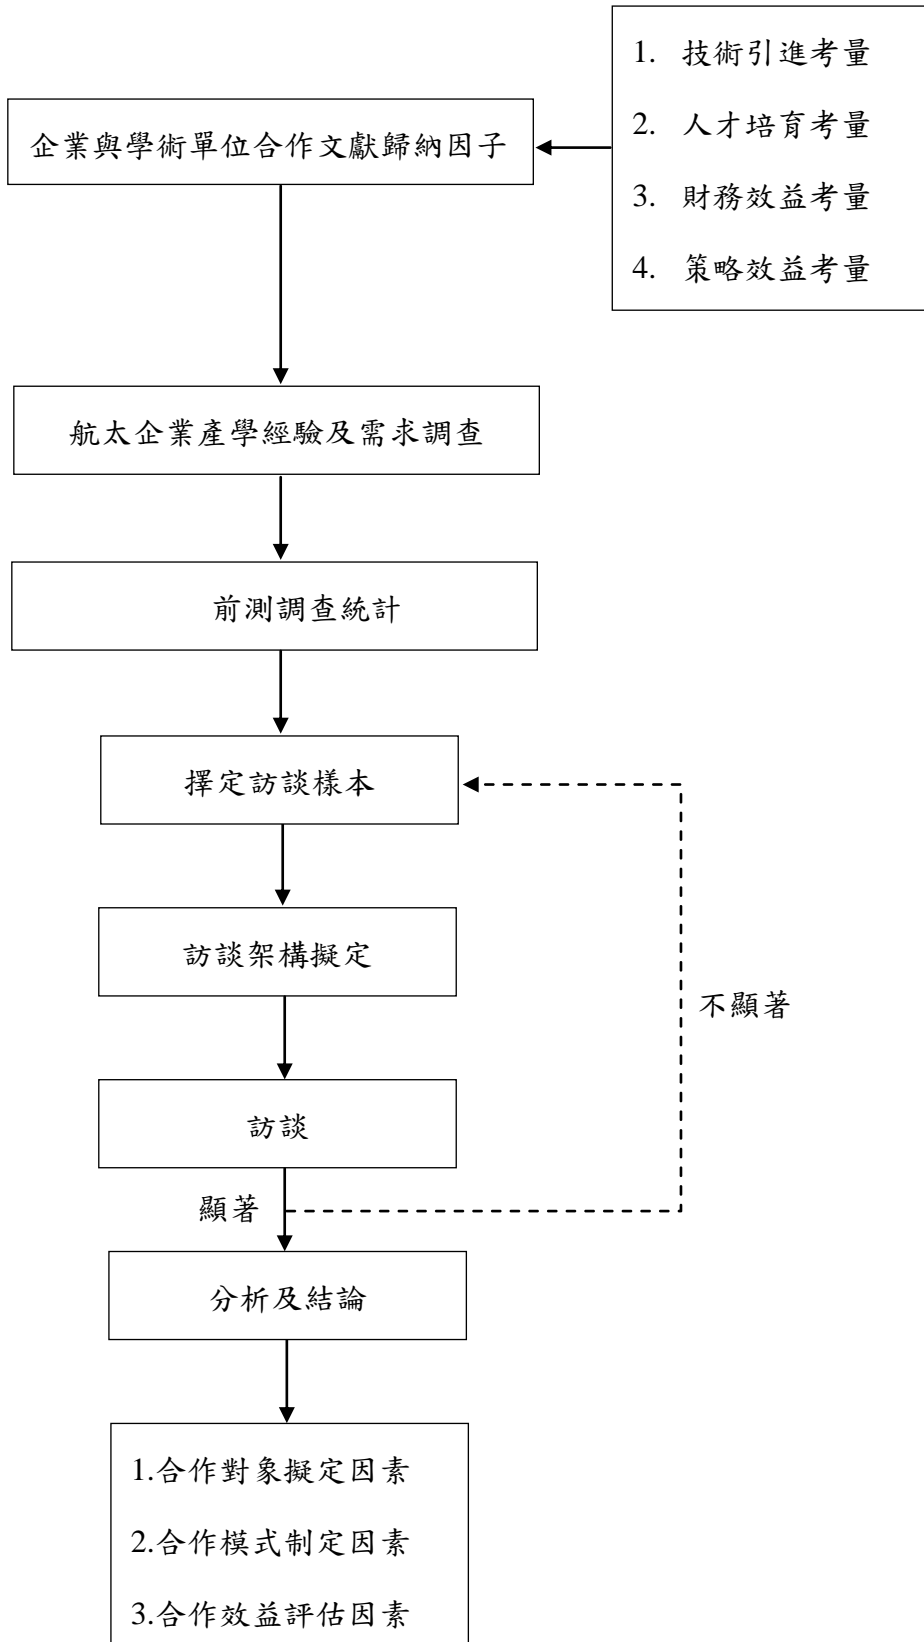 1. 技術引進考量
2. 人才培育考量
3. 財務效益考量
4. 策略效益考量
企業與學術單位合作文獻歸納因子
航太企業產學經驗及需求調查
前測調查統計
擇定訪談樣本
訪談架構擬定
不顯著
訪談
顯著
分析及結論
1.合作對象擬定因素
2.合作模式制定因素
3.合作效益評估因素